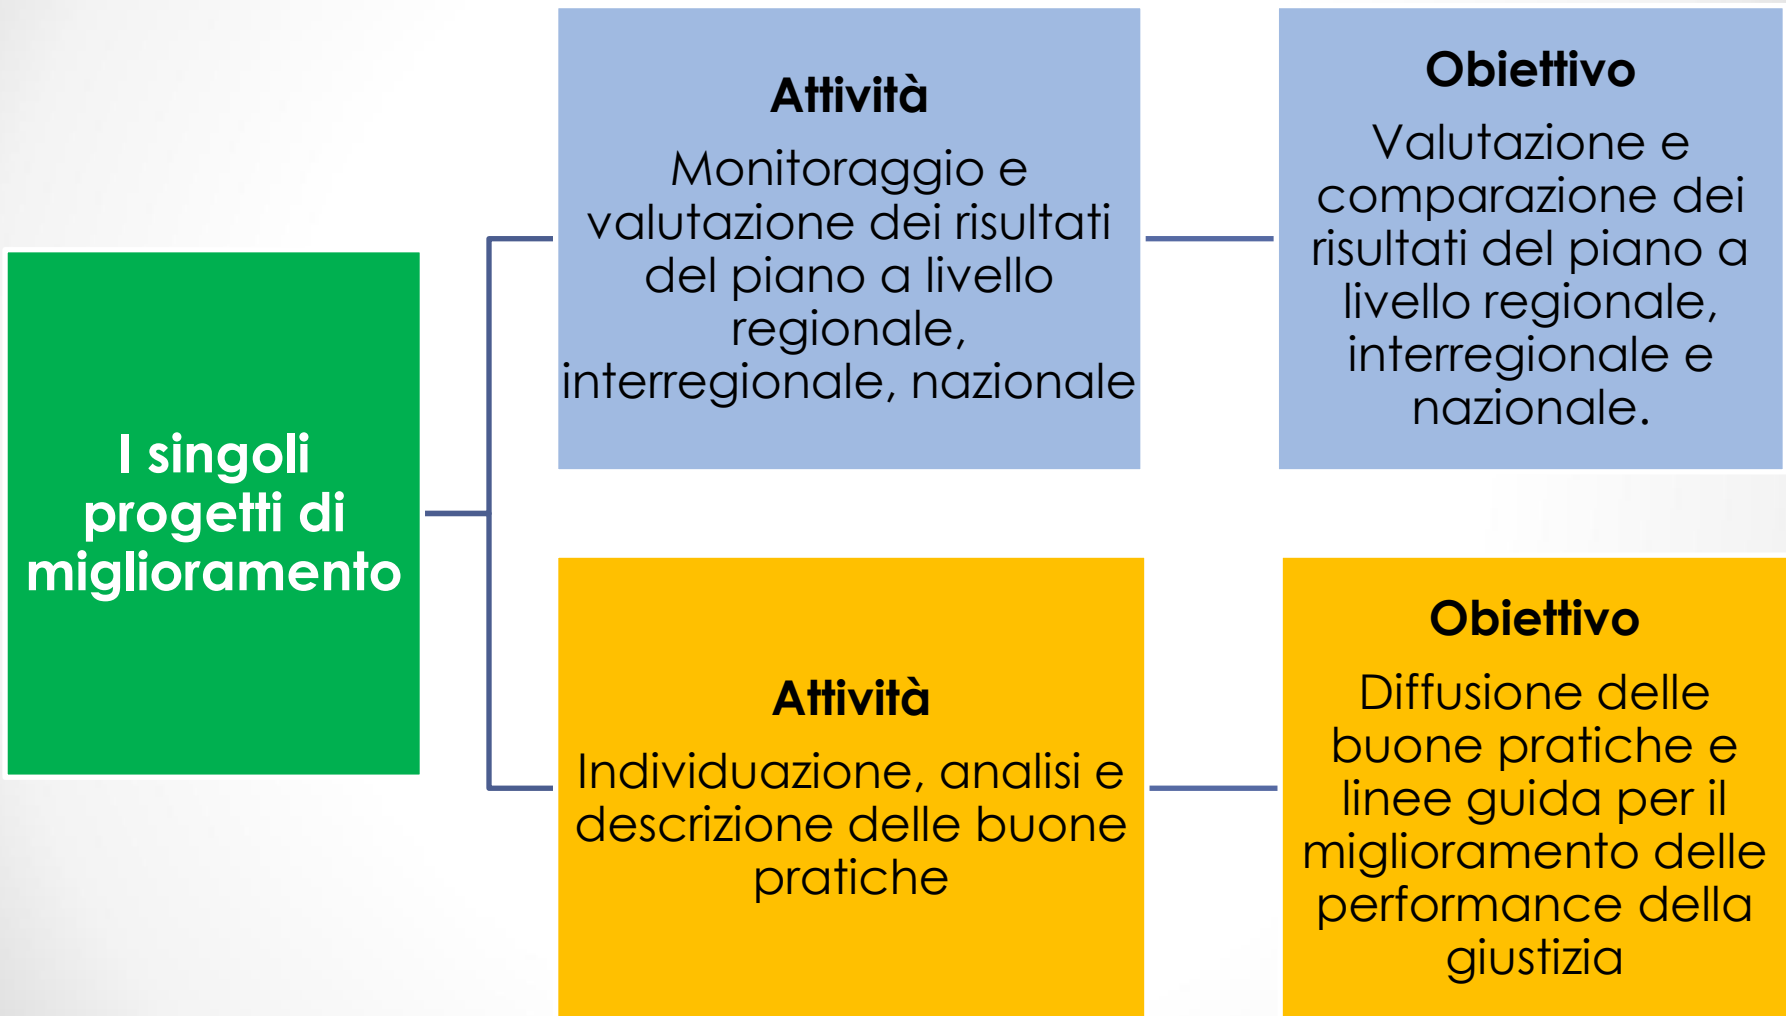 I singoli
progetti di
miglioramento
Attività
Monitoraggio e
valutazione dei risultati
del piano a livello
regionale,
interregionale, nazionale
Obiettivo
Valutazione e
comparazione dei
risultati del piano a
livello regionale,
interregionale e
nazionale.
Attività
Individuazione, analisi e
descrizione delle buone
pratiche
Obiettivo
Diffusione delle
buone pratiche e
linee guida per il
miglioramento delle
performance della
giustizia